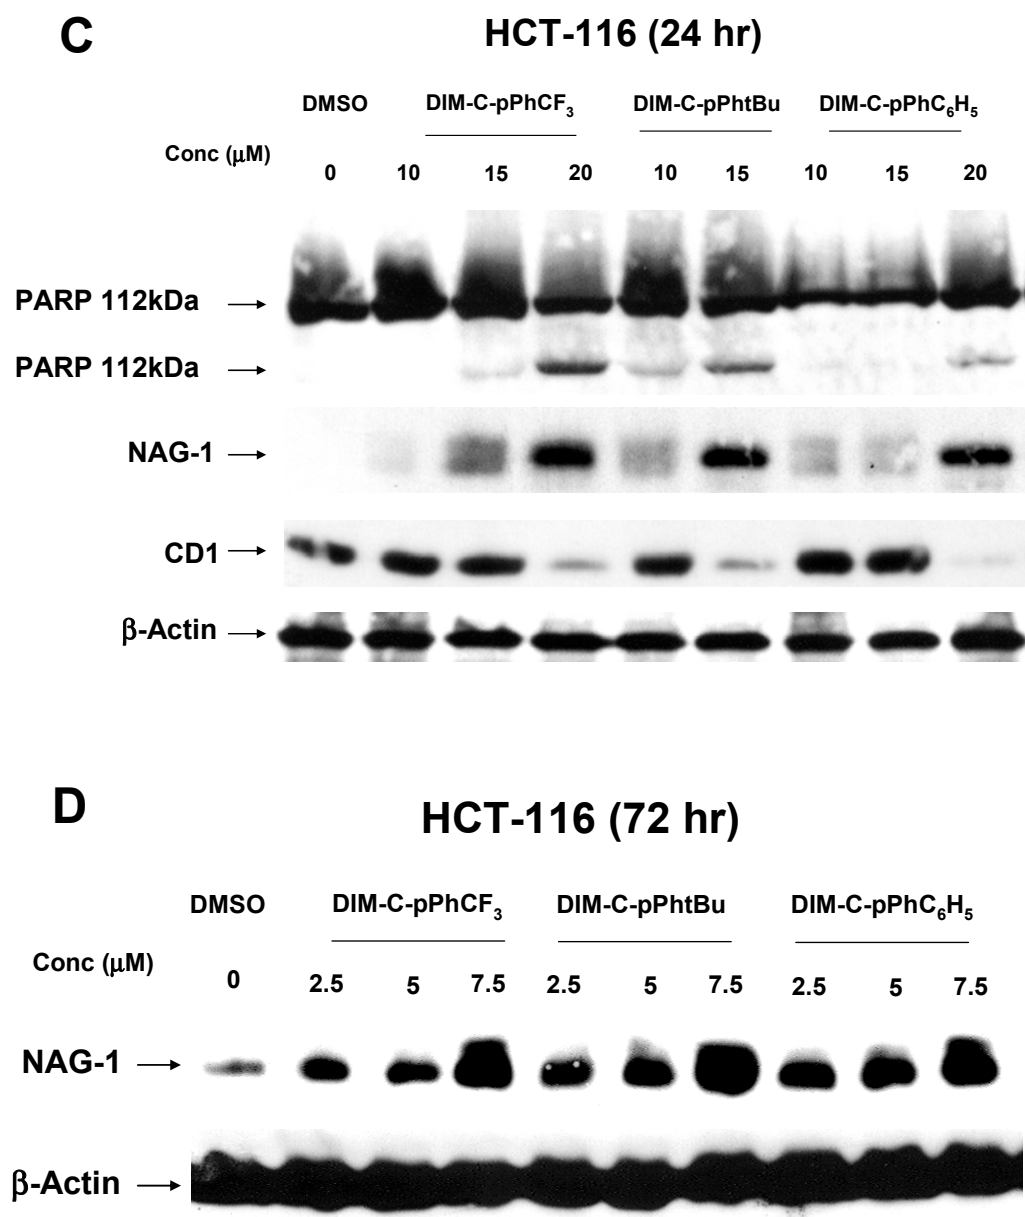 C
HCT-116 (24 hr)
DMSO DIM-C-pPhCF₃ DIM-C-pPhtBu DIM-C-pPhC₆H₅
Conc (μM)
0 10 15 20 10 15 10 15 20
PARP 112kDa
PARP 112kDa
NAG-1
CD1
β-Actin
D
HCT-116 (72 hr)
DMSO DIM-C-pPhCF₃ DIM-C-pPhtBu DIM-C-pPhC₆H₅
Conc (μM)
0 2.5 5 7.5 2.5 5 7.5 2.5 5 7.5
NAG-1
β-Actin